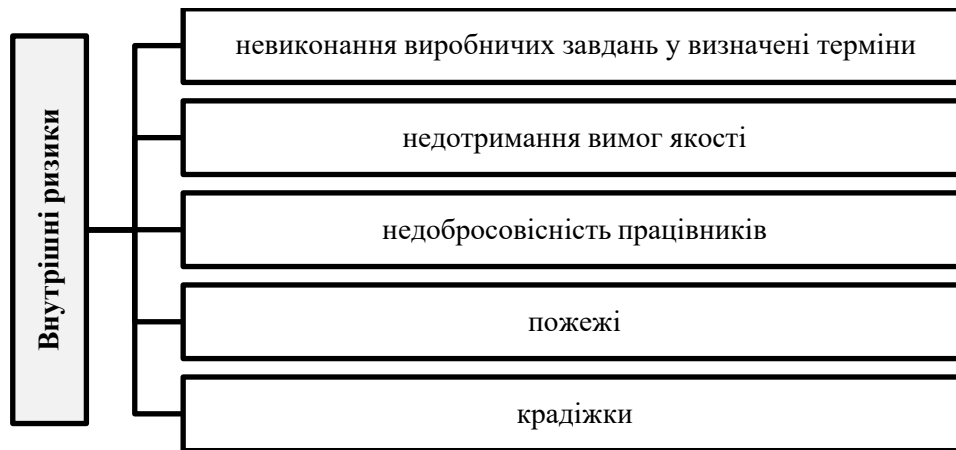 Внутрішні ризики
невиконання виробничих завдань у визначені терміни
недотримання вимог якості
недобросовісність працівників
пожежі
крадіжки